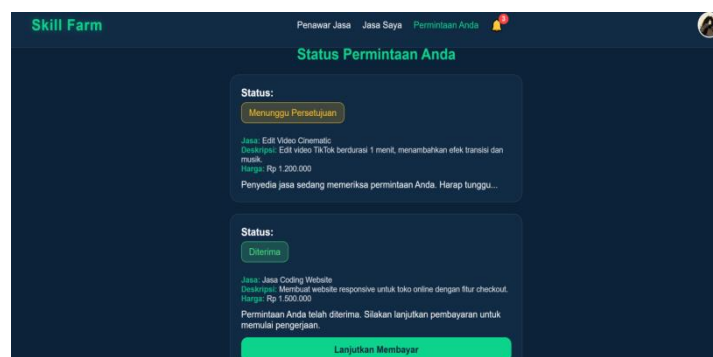 Skill Farm
Penawar Jasa Jasa Saya Permintaan Anda 3
Status Permintaan Anda
Status:
Menunggu Persetujuan
Jasa: Edit Video Cinematic
Deskripsi: Edit video TikTok berdurasi 1 menit, menambahkan efek transisi dan
musik.
Harga: Rp 1.200.000
Penyedia jasa sedang memeriksa permintaan Anda. Harap tunggu...
Status:
Diterima
Jasa: Jasa Coding Website
Deskripsi: Membuat website responsive untuk toko online dengan fitur checkout.
Harga: Rp 1.500.000
Permintaan Anda telah diterima. Silakan lanjutkan pembayaran untuk
memulai pengerjaan.
Lanjutkan Membayar